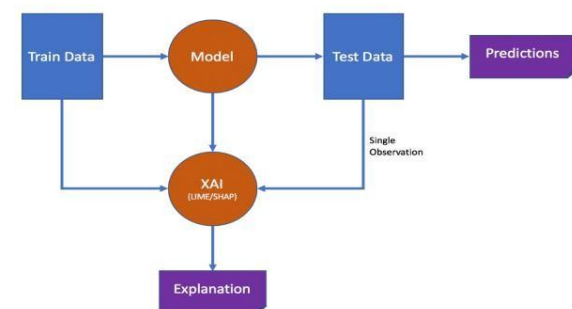 Train Data
Model
Test Data
Predictions
Single
Observation
XAI
(LIME/SHAP)
Explanation